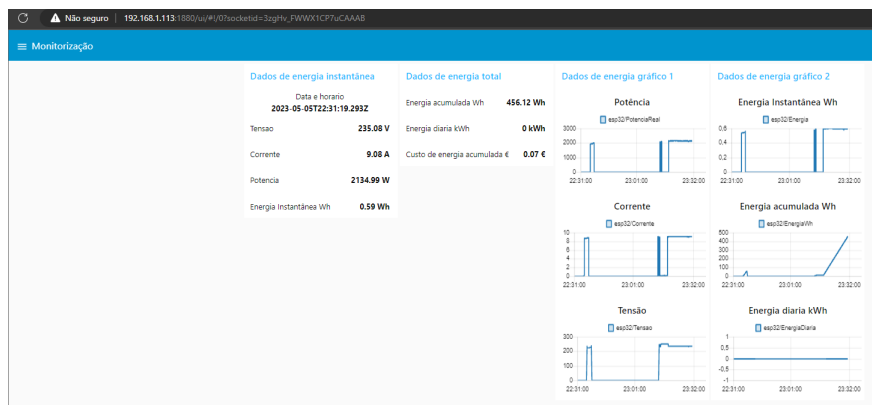 Não seguro | 192.168.1.113:1880/ui/#!/0?socketid=3zgHv_FWWX1CP7uCAAAB
Monitorização
Dados de energia instantânea
Data e horario
2023-05-05T22:31:19.293Z
Tensao 235.08 V
Corrente 9.08 A
Potencia 2134.99 W
Energia Instantânea Wh 0.59 Wh
Dados de energia total
Energia acumulada Wh 456.12 Wh
Energia diaria kWh 0 kWh
Custo de energia acumulada € 0.07 €
Dados de energia gráfico 1
Potência
esp32/PotenciaReal
3000
2000
1000
0
22:31:00 23:01:00 23:32:00
Corrente
esp32/Corrente
10
8
6
4
2
0
22:31:00 23:01:00 23:32:00
Tensão
esp32/Tensao
300
200
100
0
22:31:00 23:01:00 23:32:00
Dados de energia gráfico 2
Energia Instantânea Wh
esp32/Energia
0,6
0,4
0,2
0
22:31:00 23:01:00 23:32:00
Energia acumulada Wh
esp32/EnergiaWh
500
400
300
200
100
0
22:31:00 23:01:00 23:32:00
Energia diaria kWh
esp32/EnergiaDiaria
1
0,5
0
-0,5
-1
22:31:00 23:01:00 23:32:00